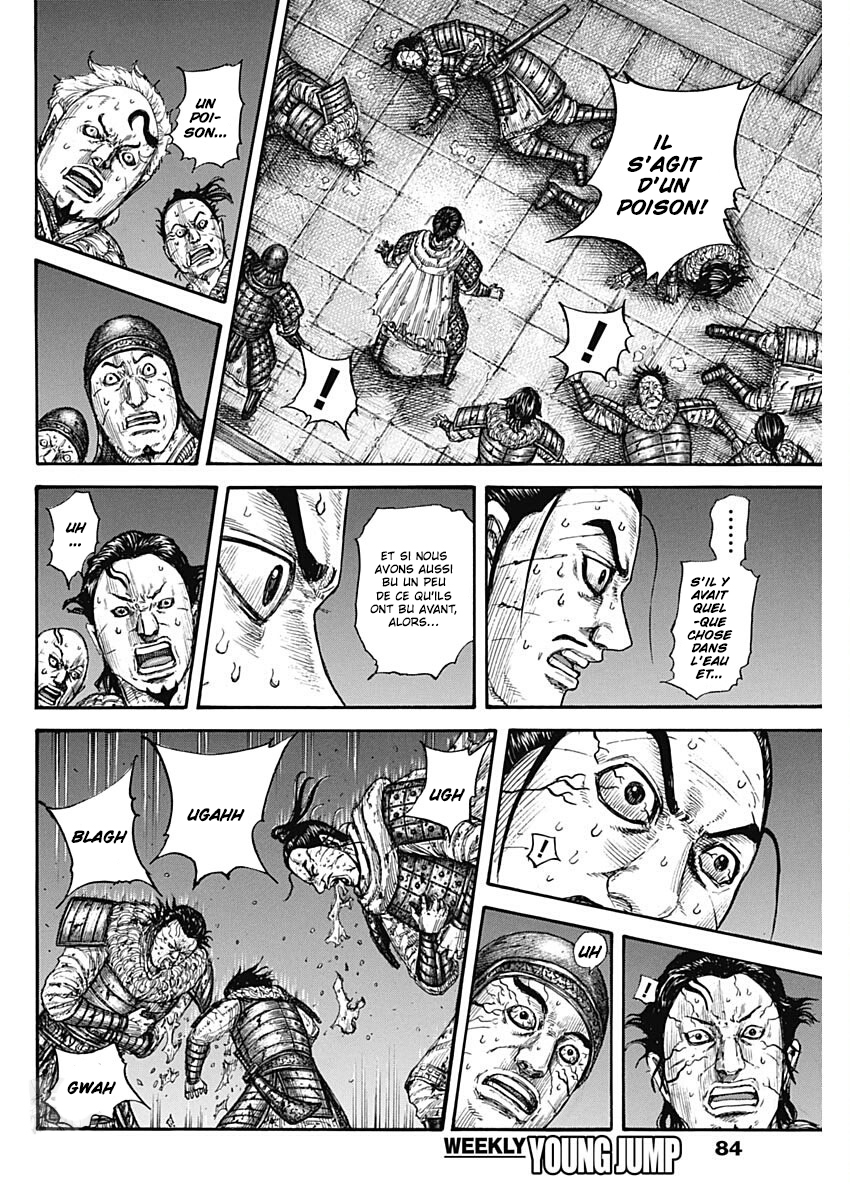 IL
S'AGIT
D'UN
POISON!
!
!
UN
POI-
SON...
......
S'IL Y
AVAIT
QUEL
-QUE
CHOSE
DANS
L'EAU
ET...
ET SI NOUS
AVONS AUSSI
BU UN PEU
DE CE QU'ILS
ONT BU AVANT,
ALORS...
UH
...
!
!
UH
UGH
UGAHH
BLAGH
GWAH
WEEKLY YOUNG JUMP 84